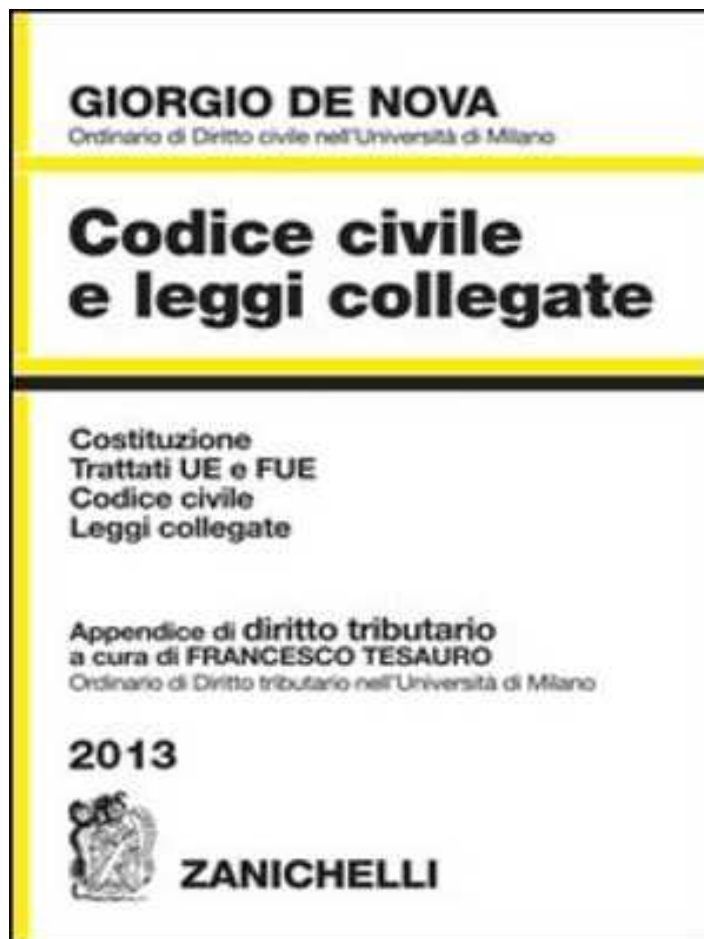 GIORGIO DE NOVA
Ordinario di Diritto civile nell'Università di Milano
Codice civile
e leggi collegate
Costituzione
Trattati UE e FUE
Codice civile
Leggi collegate
Appendice di diritto tributario
a cura di FRANCESCO TESAURO
Ordinario di Diritto tributario nell'Università di Milano
2013
ZANICHELLI